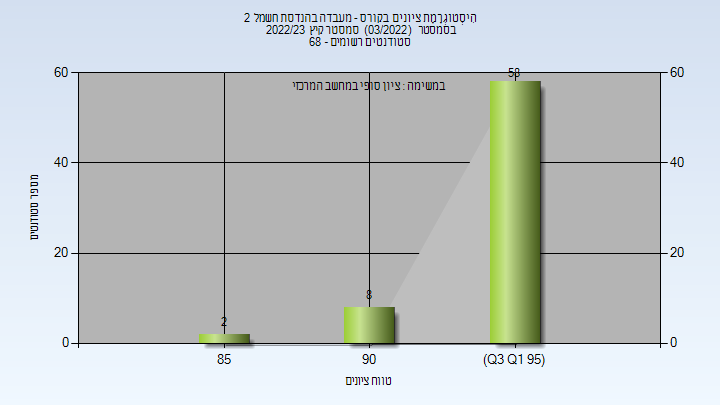 היסטוגרמת ציונים בקורס - מעבדה בהנדסת חשמל 2
בסמסטר (03/2022) סמסטר קיץ 2022/23
סטודנטים רשומים - 68
במשימה : ציון סופי במחשב המרכזי
60
40
20
0
60
40
20
0
מספר סטודנטים
2
8
58
85
90
(Q3 Q1 95)
טווח ציונים